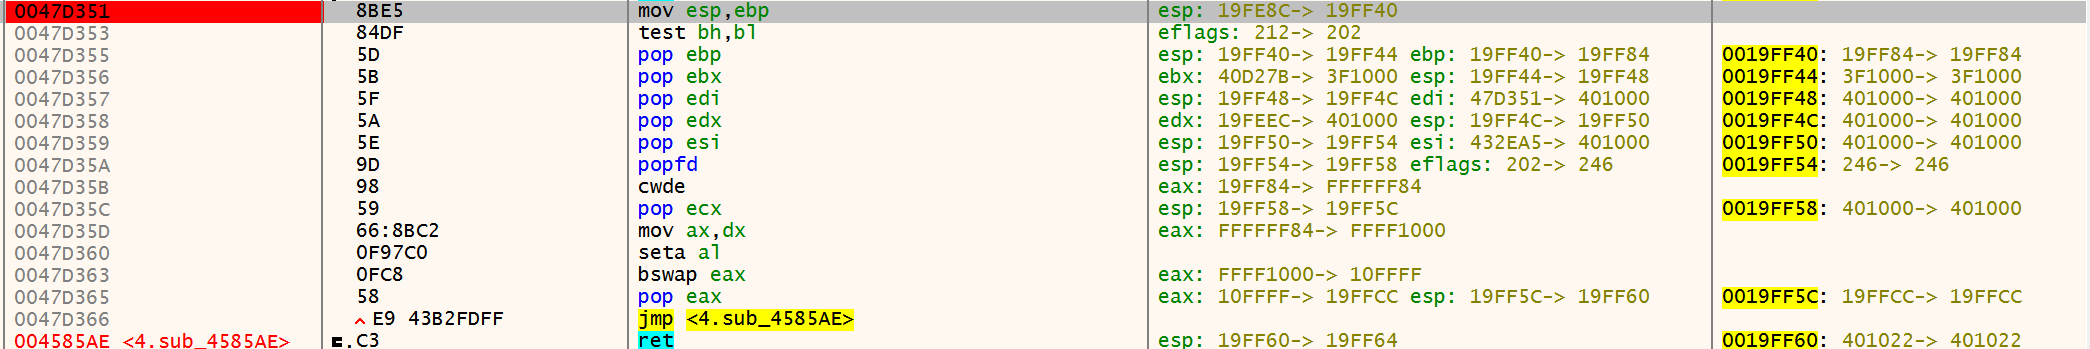 0047D351 8BE5 mov esp,ebp esp: 19FE8C-> 19FF40
0047D353 84DF test bh,bl eflags: 212-> 202
0047D355 5D pop ebp esp: 19FF40-> 19FF44 ebp: 19FF40-> 19FF84 0019FF40: 19FF84-> 19FF84
0047D356 5B pop ebx ebx: 40D27B-> 3F1000 esp: 19FF44-> 19FF48 0019FF44: 3F1000-> 3F1000
0047D357 5F pop edi esp: 19FF48-> 19FF4C edi: 47D351-> 401000 0019FF48: 401000-> 401000
0047D358 5A pop edx edx: 19FEEC-> 401000 esp: 19FF4C-> 19FF50 0019FF4C: 401000-> 401000
0047D359 5E pop esi esp: 19FF50-> 19FF54 esi: 432EA5-> 401000 0019FF50: 401000-> 401000
0047D35A 9D popfd esp: 19FF54-> 19FF58 eflags: 202-> 246 0019FF54: 246-> 246
0047D35B 98 cwde eax: 19FF84-> FFFFFF84
0047D35C 59 pop ecx esp: 19FF58-> 19FF5C 0019FF58: 401000-> 401000
0047D35D 66:8BC2 mov ax,dx eax: FFFFFF84-> FFFF1000
0047D360 0F97C0 seta al
0047D363 0FC8 bswap eax eax: FFFF1000-> 10FFFF
0047D365 58 pop eax eax: 10FFFF-> 19FFCC esp: 19FF5C-> 19FF60 0019FF5C: 19FFCC-> 19FFCC
0047D366 E9 43B2FDFF jmp <4.sub_4585AE>
004585AE <4.sub_4585AE> .C3 ret esp: 19FF60-> 19FF64 0019FF60: 401022-> 401022